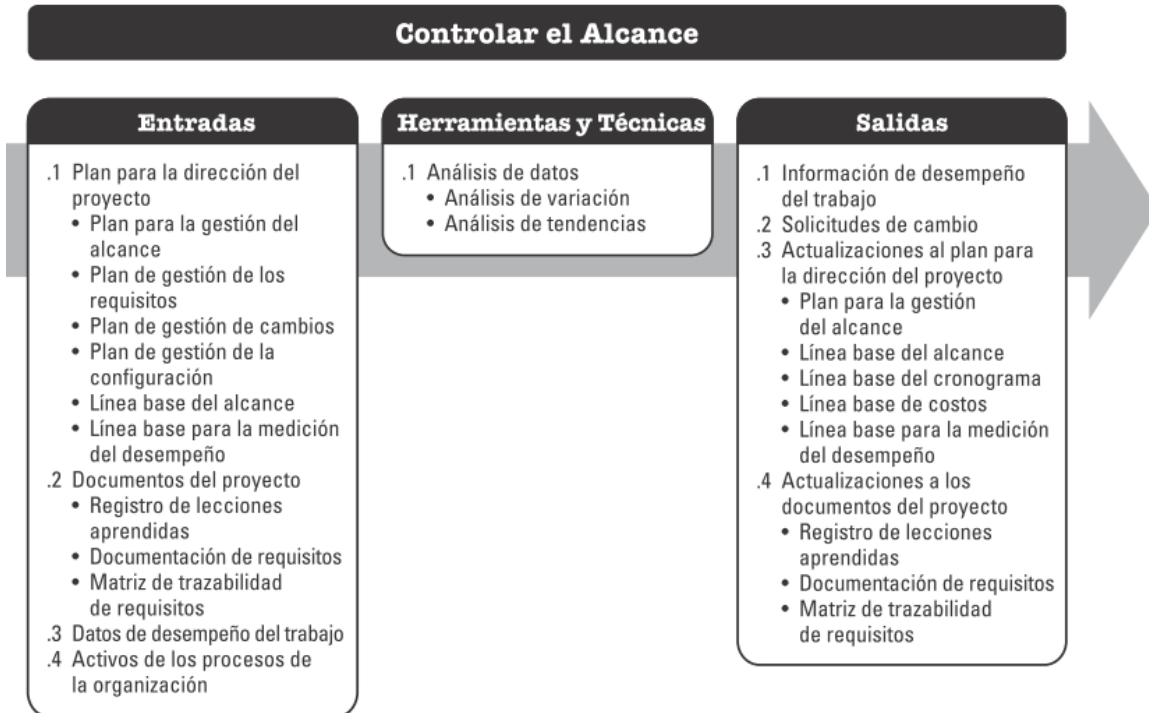 Controlar el Alcance
Entradas
.1 Plan para la dirección del
proyecto
• Plan para la gestión del
alcance
• Plan de gestión de los
requisitos
• Plan de gestión de cambios
• Plan de gestión de la
configuración
• Línea base del alcance
• Línea base para la medición
del desempeño
.2 Documentos del proyecto
• Registro de lecciones
aprendidas
• Documentación de requisitos
• Matriz de trazabilidad
de requisitos
.3 Datos de desempeño del trabajo
.4 Activos de los procesos de
la organización
Herramientas y Técnicas
.1 Análisis de datos
• Análisis de variación
• Análisis de tendencias
Salidas
.1 Información de desempeño
del trabajo
.2 Solicitudes de cambio
.3 Actualizaciones al plan para
la dirección del proyecto
• Plan para la gestión
del alcance
• Línea base del alcance
• Línea base del cronograma
• Línea base de costos
• Línea base para la medición
del desempeño
.4 Actualizaciones a los
documentos del proyecto
• Registro de lecciones
aprendidas
• Documentación de requisitos
• Matriz de trazabilidad
de requisitos